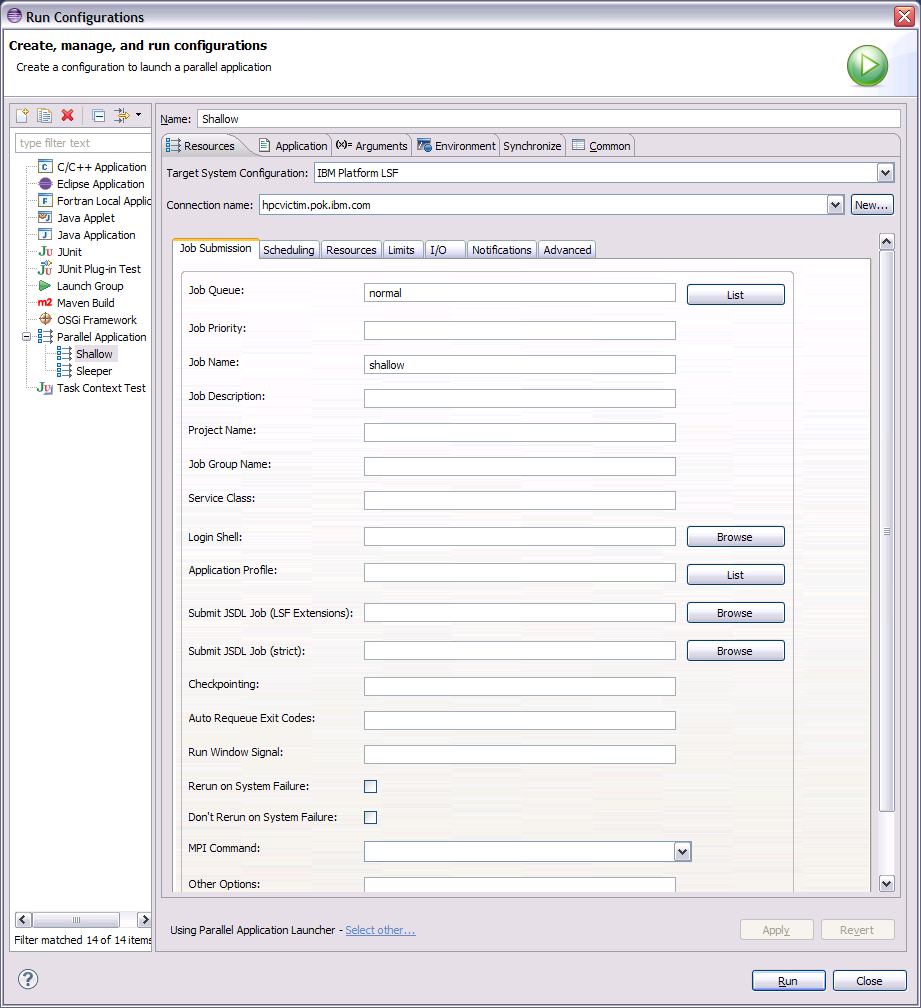 Run Configurations
Create, manage, and run configurations
Create a configuration to launch a parallel application
type filter text
C/C++ Application
Eclipse Application
Fortran Local Applic
Java Applet
Java Application
JUnit
JUnit Plug-in Test
Launch Group
Maven Build
OSGi Framework
Parallel Application
Shallow
Sleeper
Task Context Test
Filter matched 14 of 14 items
Name: Shallow
Resources Application (x)= Arguments Environment Synchronize Common
Target System Configuration: IBM Platform LSF
Connection name: hpcvictim.pok.ibm.com New...
Job Submission Scheduling Resources Limits I/O Notifications Advanced
Job Queue: normal List
Job Priority:
Job Name: shallow
Job Description:
Project Name:
Job Group Name:
Service Class:
Login Shell: Browse
Application Profile: List
Submit JSDL Job (LSF Extensions): Browse
Submit JSDL Job (strict): Browse
Checkpointing:
Auto Requeue Exit Codes:
Run Window Signal:
Rerun on System Failure:
Don't Rerun on System Failure:
MPI Command:
Other Options:
Using Parallel Application Launcher - Select other...
Apply Revert
Run Close